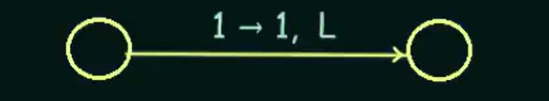 1 → 1, L